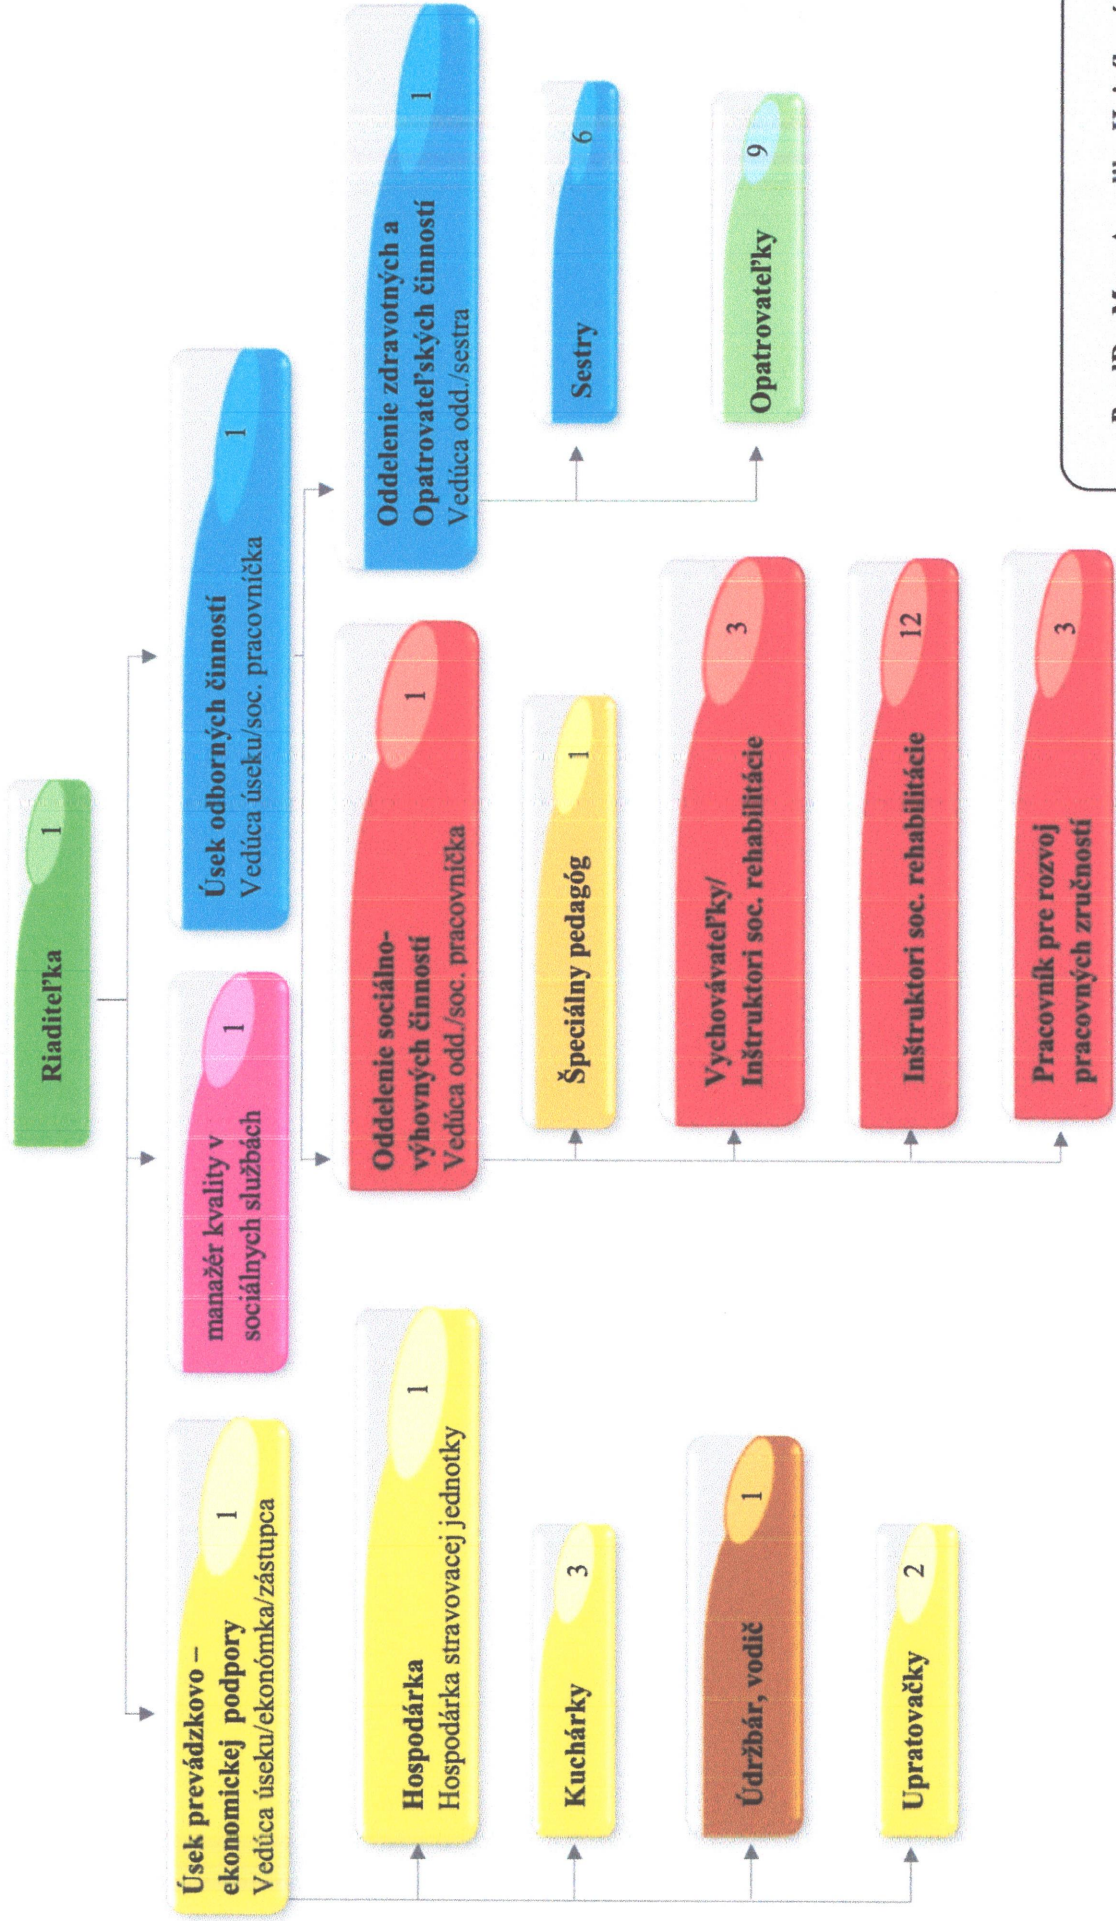 Riaditeľka
1
Úsek prevádzkovo –
ekonomickej podpory
Vedúca úseku/ekonómka/zástupca
1
manažér kvality v
sociálnych službách
1
Úsek odborných činností
Vedúca úseku/soc. pracovníčka
1
Hospodárka
Hospodárka stravovacej jednotky
1
Kuchárky
3
Údržbár, vodič
1
Upratovačky
2
Oddelenie sociálno-
výhovných činností
Vedúca odd./soc. pracovníčka
1
Špeciálny pedagóg
1
Vychovávateľky/
Inštruktori soc. rehabilitácie
3
Inštruktori soc. rehabilitácie
12
Pracovník pre rozvoj
pracovných zručností
3
Oddelenie zdravotných a
Opatrovateľských činností
Vedúca odd./sestra
1
Sestry
6
Opatrovateľky
9